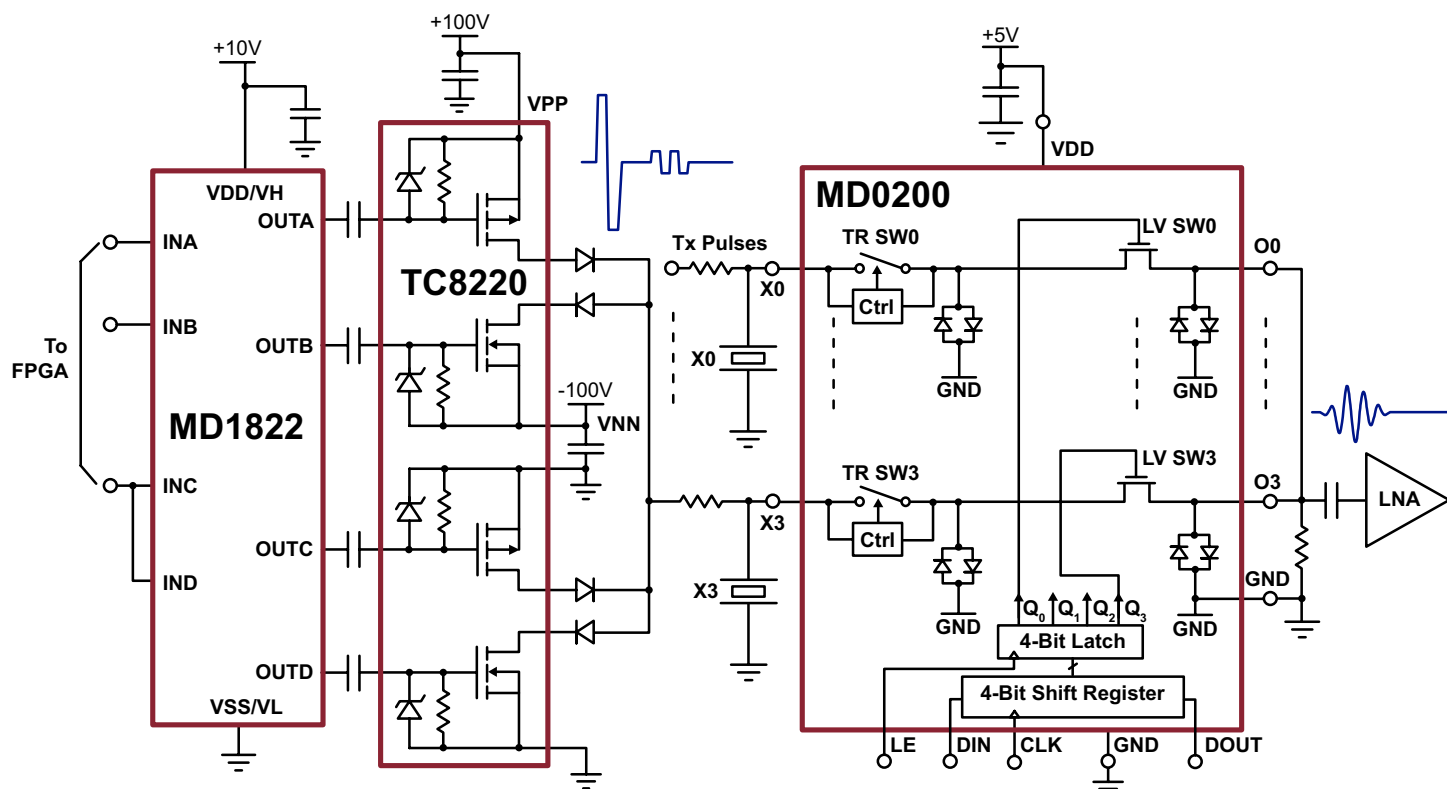 +10V
+100V
VPP
+5V
VDD
VDD/VH
OUTA
INA
INB
To
FPGA
OUTB
MD1822
INC
OUTC
IND
OUTD
VSS/VL
TC8220
-100V
VNN
Tx Pulses
X0
X0
X3
X3
MD0200
TR SW0
Ctrl
LV SW0
O0
GND
GND
TR SW3
Ctrl
LV SW3
O3
LNA
GND
GND
GND
Q0 Q1 Q2 Q3
4-Bit Latch
4-Bit Shift Register
LE
DIN
CLK
GND
DOUT